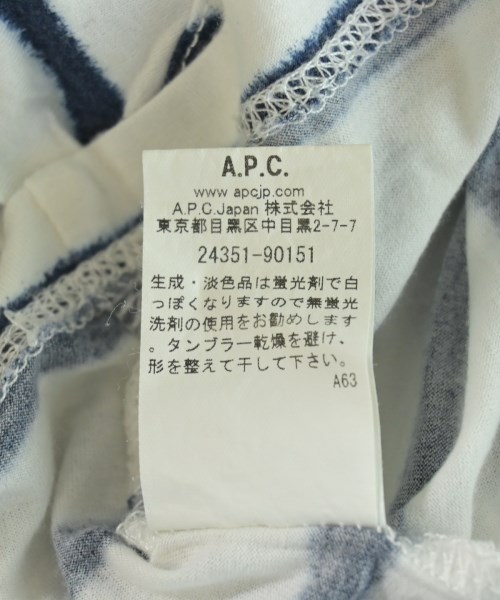 A.P.C.
www apcjp.com
A.P.C.Japan 株式会社
東京都目黒区中目黒2-7-7
24351-90151
生成・淡色品は蛍光剤で白
っぽくなりますので無蛍光
洗剤の使用をお勧めします
。タンブラー乾燥を避け、
形を整えて干して下さい。
A63